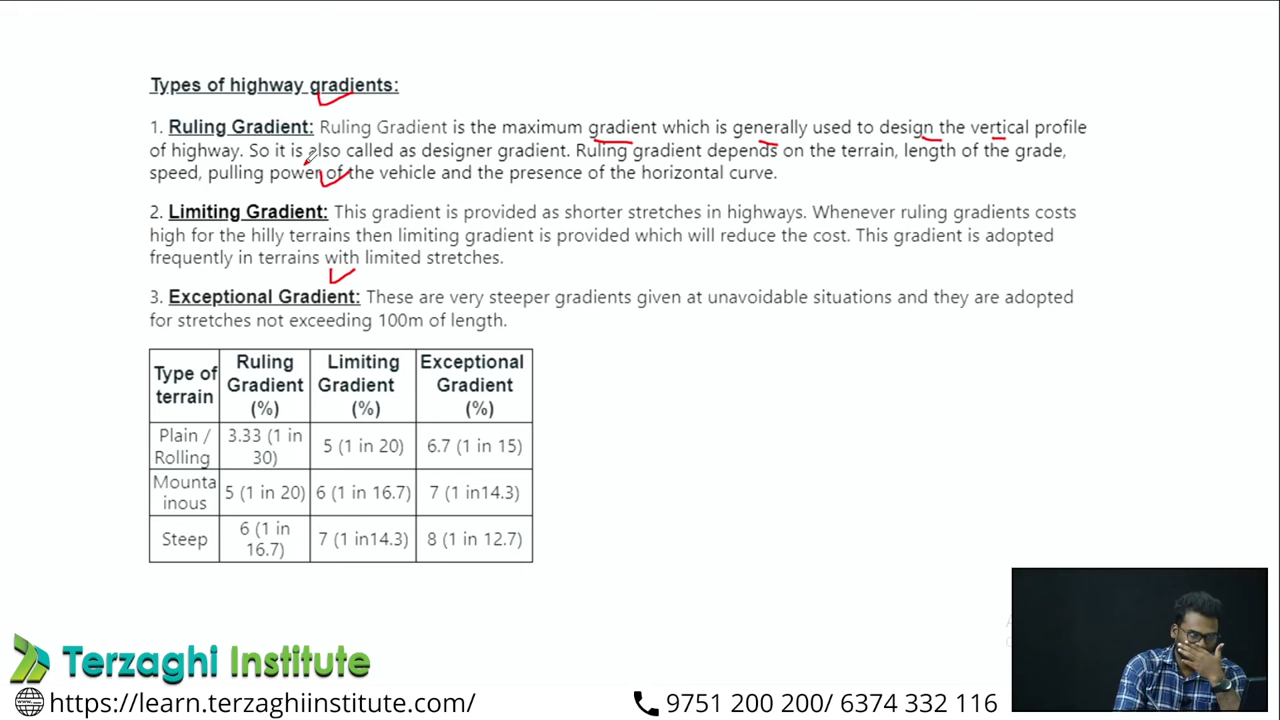 Types of highway gradients:
1. Ruling Gradient: Ruling Gradient is the maximum gradient which is generally used to design the vertical profile
of highway. So it is also called as designer gradient. Ruling gradient depends on the terrain, length of the grade,
speed, pulling power of the vehicle and the presence of the horizontal curve.
2. Limiting Gradient: This gradient is provided as shorter stretches in highways. Whenever ruling gradients costs
high for the hilly terrains then limiting gradient is provided which will reduce the cost. This gradient is adopted
frequently in terrains with limited stretches.
3. Exceptional Gradient: These are very steeper gradients given at unavoidable situations and they are adopted
for stretches not exceeding 100m of length.
Type of terrain | Ruling Gradient (%) | Limiting Gradient (%) | Exceptional Gradient (%)
Plain / Rolling | 3.33 (1 in 30) | 5 (1 in 20) | 6.7 (1 in 15)
Mounta inous | 5 (1 in 20) | 6 (1 in 16.7) | 7 (1 in14.3)
Steep | 6 (1 in 16.7) | 7 (1 in14.3) | 8 (1 in 12.7)
Terzaghi Institute
https://learn.terzaghiinstitute.com/
9751 200 200/ 6374 332 116